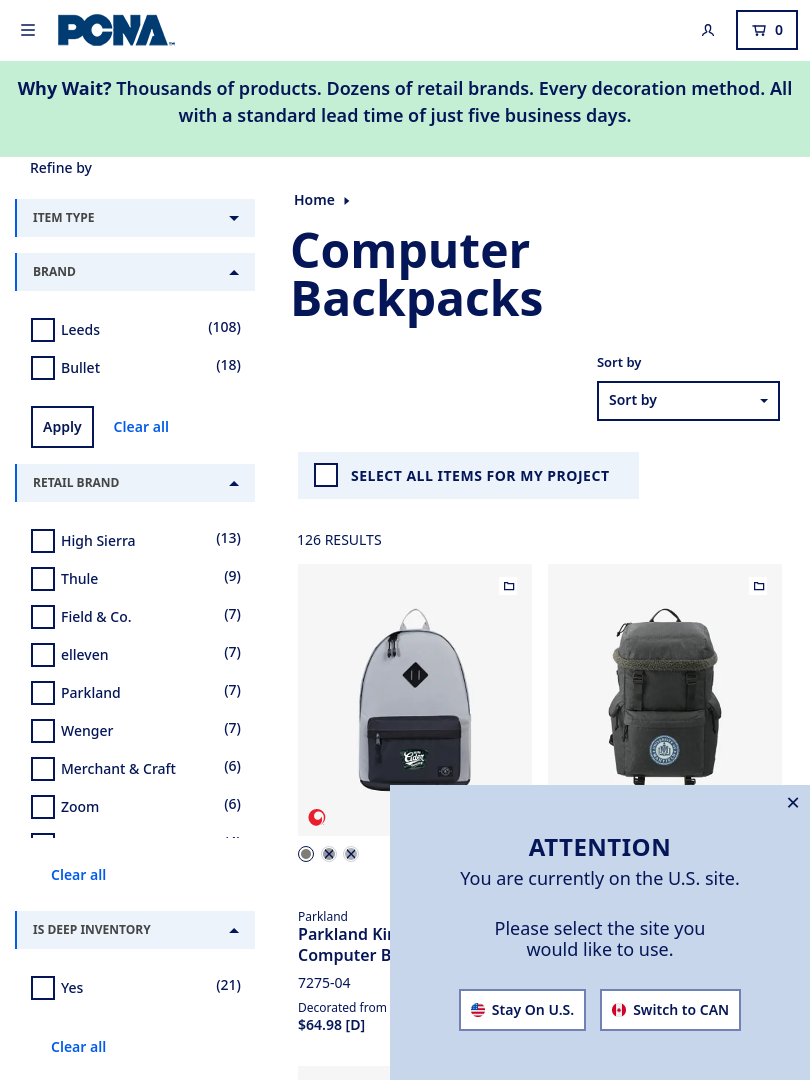 PCNA
0
Why Wait? Thousands of products. Dozens of retail brands. Every decoration method. All
with a standard lead time of just five business days.
Refine by
ITEM TYPE
BRAND
Leeds (108)
Bullet (18)
Apply Clear all
RETAIL BRAND
High Sierra (13)
Thule (9)
Field & Co. (7)
elleven (7)
Parkland (7)
Wenger (7)
Merchant & Craft (6)
Zoom (6)
Clear all
IS DEEP INVENTORY
Yes (21)
Clear all
Home
Computer
Backpacks
Sort by
Sort by
SELECT ALL ITEMS FOR MY PROJECT
126 RESULTS
Cider
Parkland
Parkland Kin
Computer B
7275-04
Decorated from
$64.98 [D]
ATTENTION
You are currently on the U.S. site.
Please select the site you
would like to use.
Stay On U.S. Switch to CAN